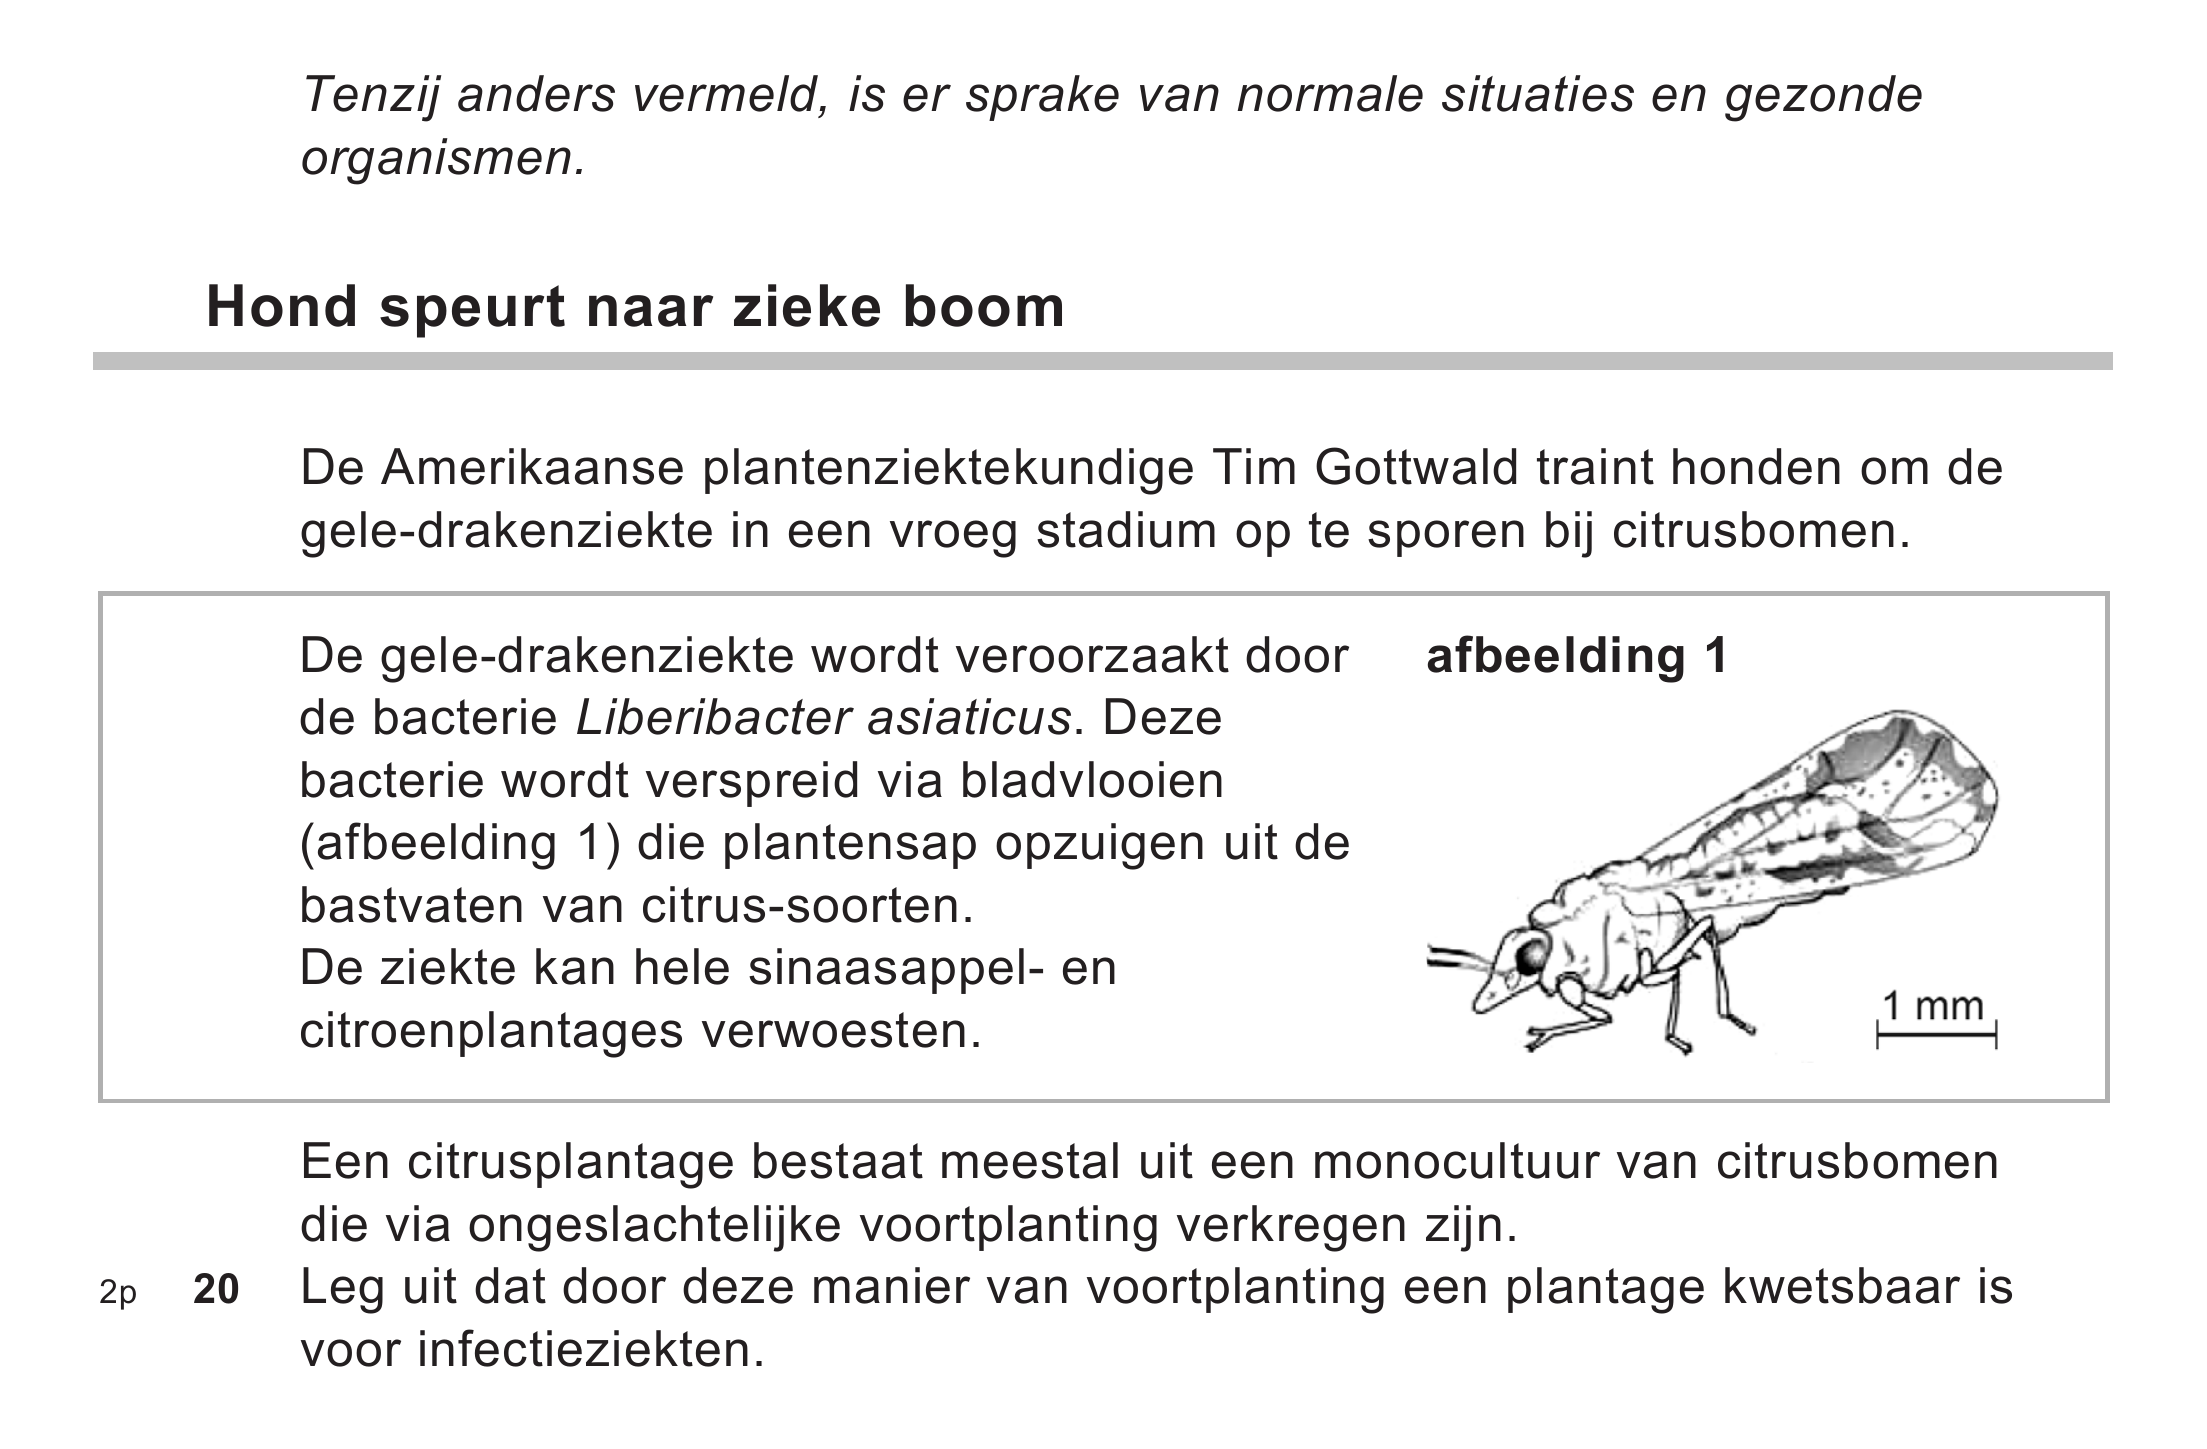 Tenzij anders vermeld, is er sprake van normale situaties en gezonde
organismen.
Hond speurt naar zieke boom
De Amerikaanse plantenziektekundige Tim Gottwald traint honden om de
gele-drakenziekte in een vroeg stadium op te sporen bij citrusbomen.
De gele-drakenziekte wordt veroorzaakt door
de bacterie Liberibacter asiaticus. Deze
bacterie wordt verspreid via bladvlooien
(afbeelding 1) die plantensap opzuigen uit de
bastvaten van citrus-soorten.
De ziekte kan hele sinaasappel- en
citroenplantages verwoesten.
afbeelding 1
1 mm
Een citrusplantage bestaat meestal uit een monocultuur van citrusbomen
die via ongeslachtelijke voortplanting verkregen zijn.
2p 20 Leg uit dat door deze manier van voortplanting een plantage kwetsbaar is
voor infectieziekten.